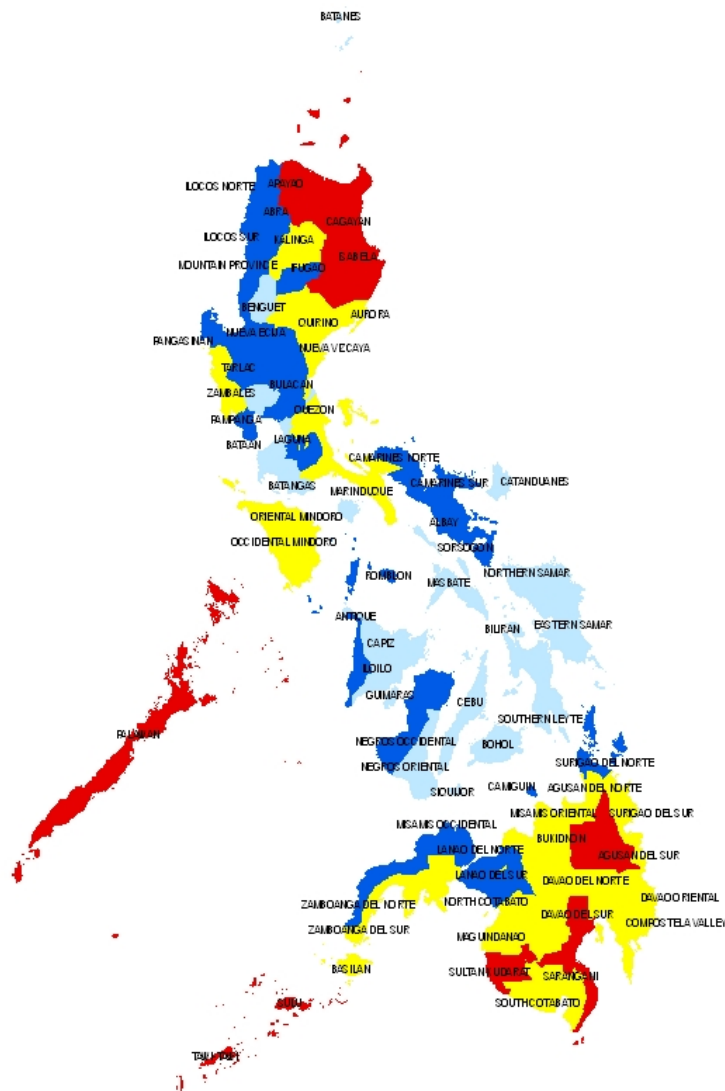 BATANES
ILOCOS NORTE
APAYAO
ABRA
CAGAYAN
ILOCOS SUR
KALINGA
ISABELA
MOUNTAIN PROVINCE
IFUGAO
BENGUET
AURORA
QUIRINO
NUEVA ECIJA
PANGASINAN
NUEVA VIZCAYA
TARLAC
BULACAN
ZAMBALES
QUEZON
PAMPANGA
LAGUNA
BATAAN
CAMARINES NORTE
CAMARINES SUR
CATANDUANES
BATANGAS
MARINDUQUE
ORIENTAL MINDORO
ALBAY
OCCIDENTAL MINDORO
SORSOGON
ROMBLON
MASBATE
NORTHERN SAMAR
ANTIQUE
BILIRAN
EASTERN SAMAR
CAPIZ
ILOILO
GUIMARAS
CEBU
SOUTHERN LEYTE
PALAWAN
NEGROS OCCIDENTAL
BOHOL
NEGROS ORIENTAL
SURIGAO DEL NORTE
SIQUIJOR
CAMIGUIN
AGUSAN DEL NORTE
MISAMIS ORIENTAL
SURIGAO DEL SUR
MISAMIS OCCIDENTAL
BUKIDNON
LANAO DEL NORTE
AGUSAN DEL SUR
LANAO DEL SUR
DAVAO DEL NORTE
ZAMBOANGA DEL NORTE
NORTH COTABATO
DAVAO ORIENTAL
DAVAO DEL SUR
ZAMBOANGA DEL SUR
COMPOSTELA VALLEY
MAGUINDANAO
BASILAN
SULTAN KUDARAT
SARANGANI
SULU
SOUTH COTABATO
TAWI-TAWI